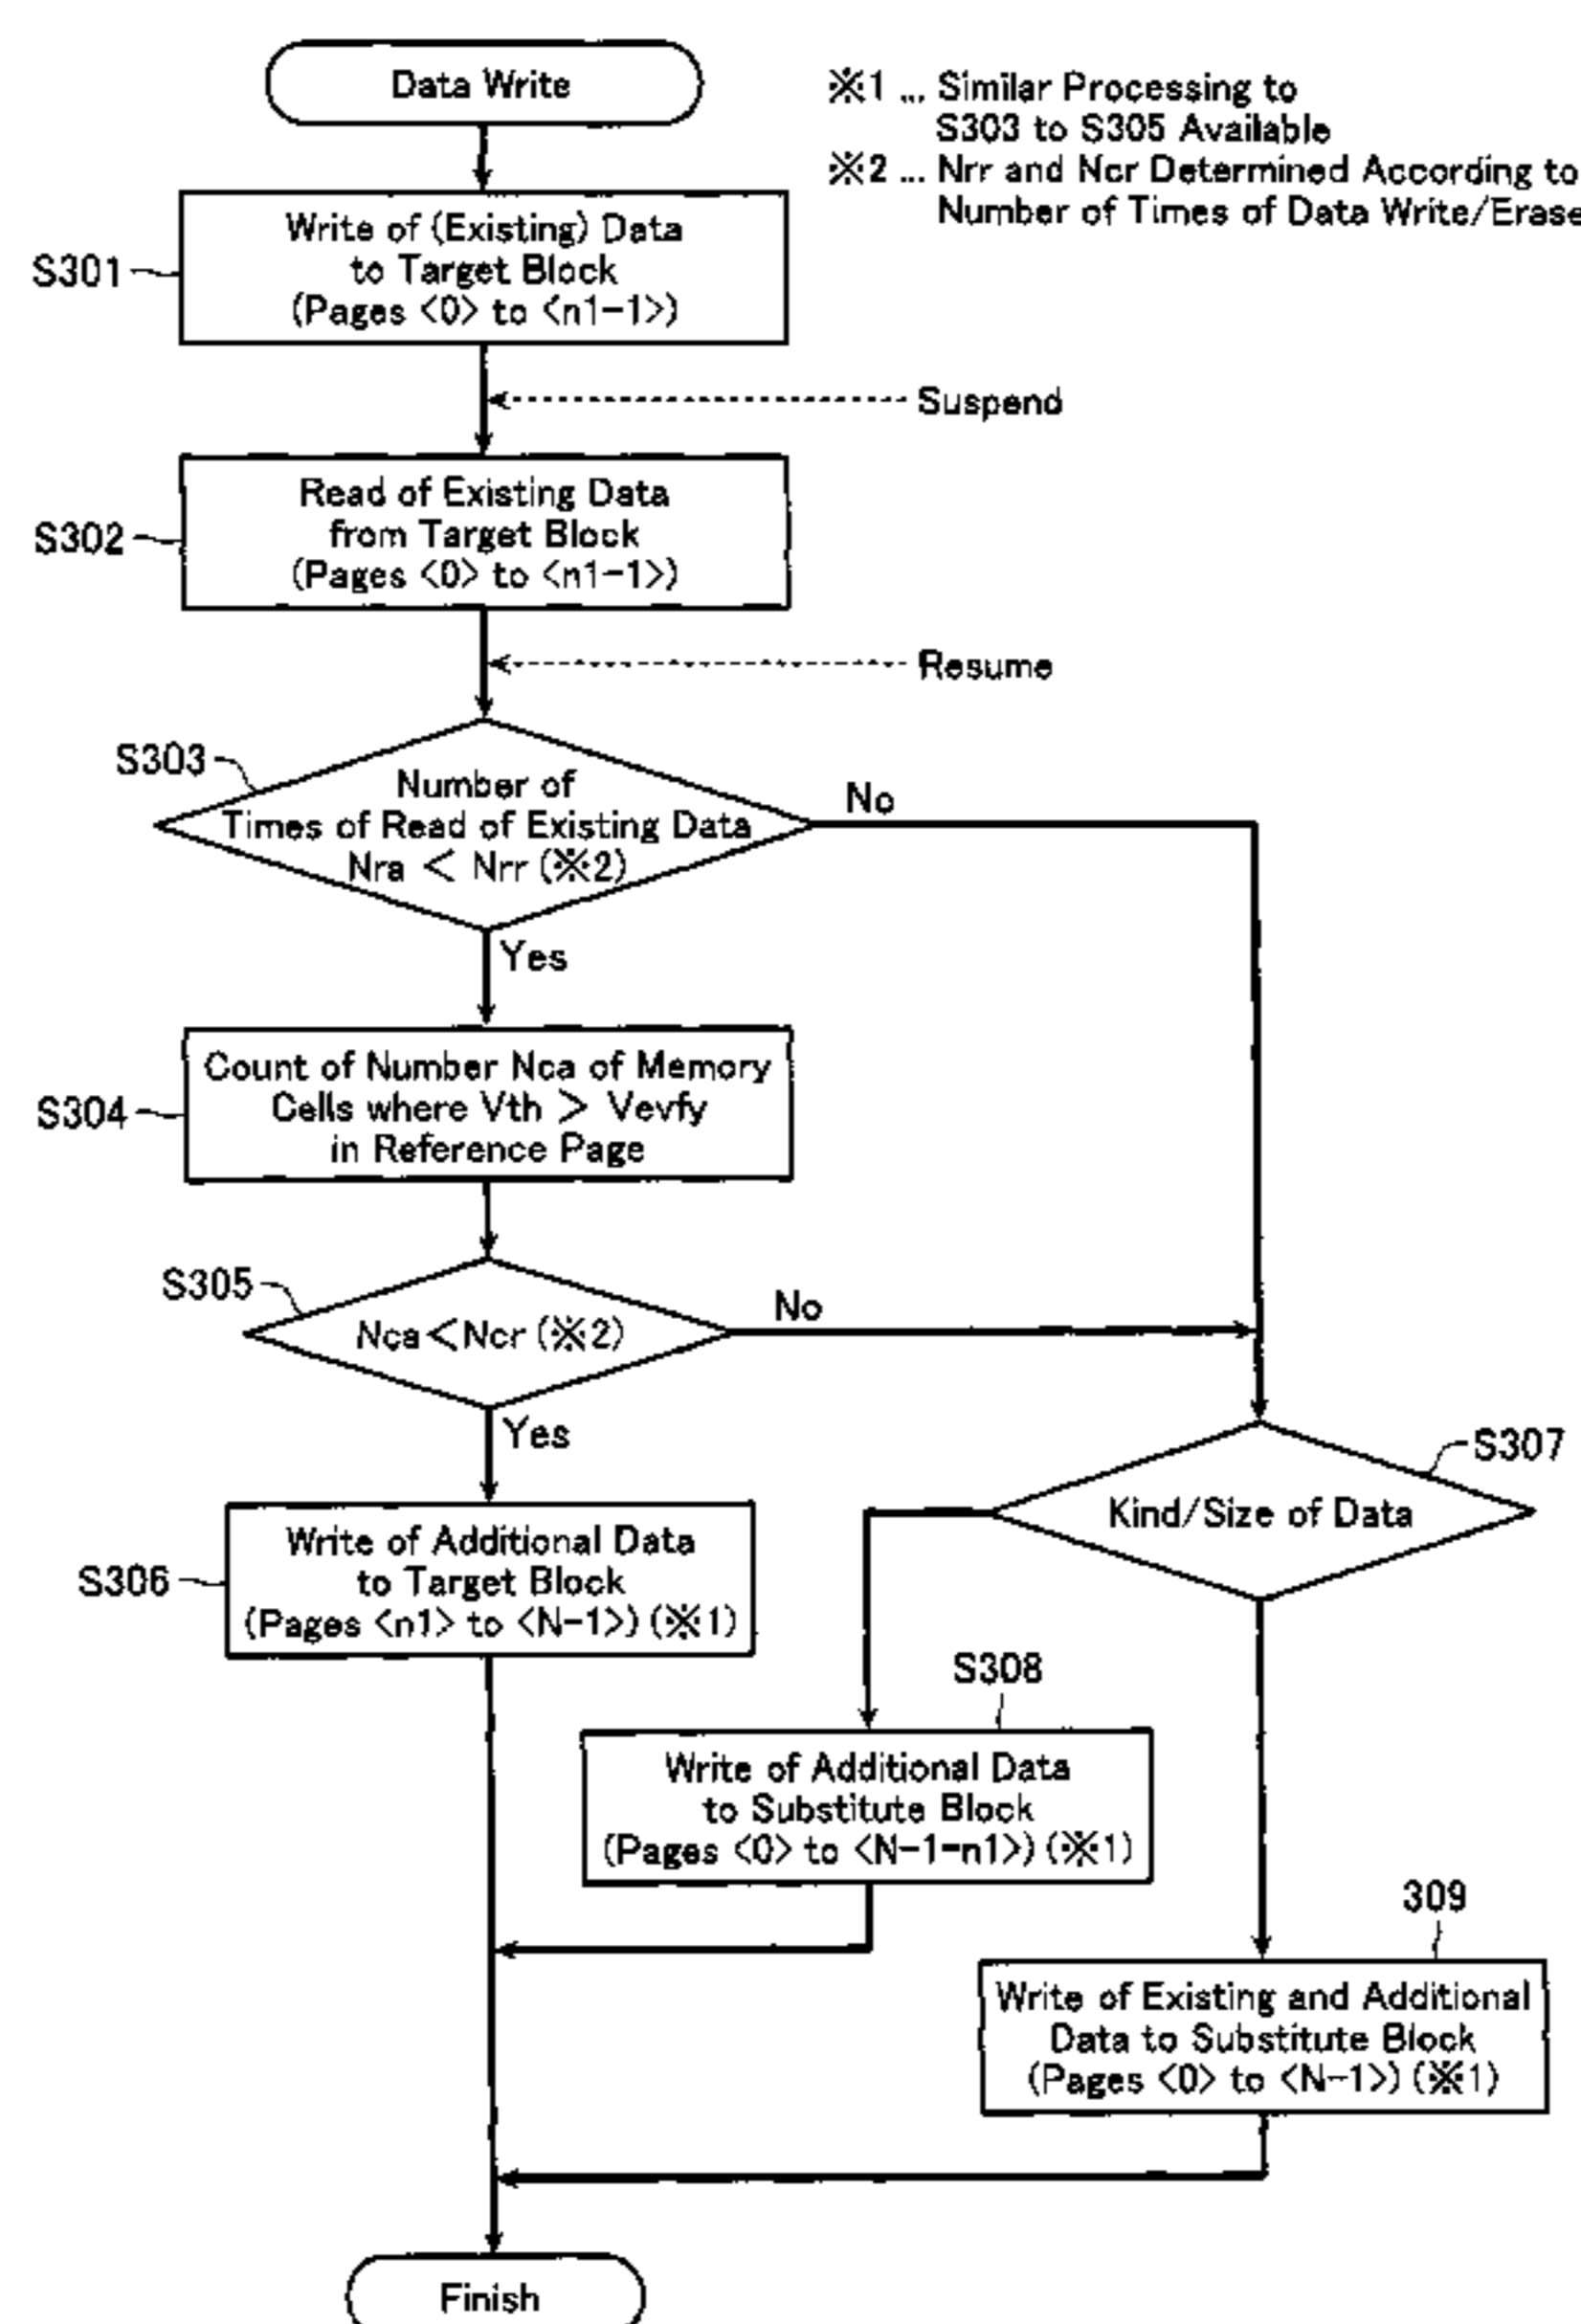 Data Write
※1 ... Similar Processing to
S303 to S305 Available
※2 ... Nrr and Ncr Determined According to
Number of Times of Data Write/Erase
S301
Write of (Existing) Data
to Target Block
(Pages <0> to <n1-1>)
Suspend
S302
Read of Existing Data
from Target Block
(Pages <0> to <n1-1>)
Resume
S303
Number of
Times of Read of Existing Data
Nra < Nrr (※2)
No
Yes
S304
Count of Number Nca of Memory
Cells where Vth > Vevfy
in Reference Page
S305
Nca<Ncr (※2)
No
Yes
S307
Kind/Size of Data
S306
Write of Additional Data
to Target Block
(Pages <n1> to <N-1>) (※1)
S308
Write of Additional Data
to Substitute Block
(Pages <0> to <N-1-n1>) (※1)
309
Write of Existing and Additional
Data to Substitute Block
(Pages <0> to <N-1>) (※1)
Finish